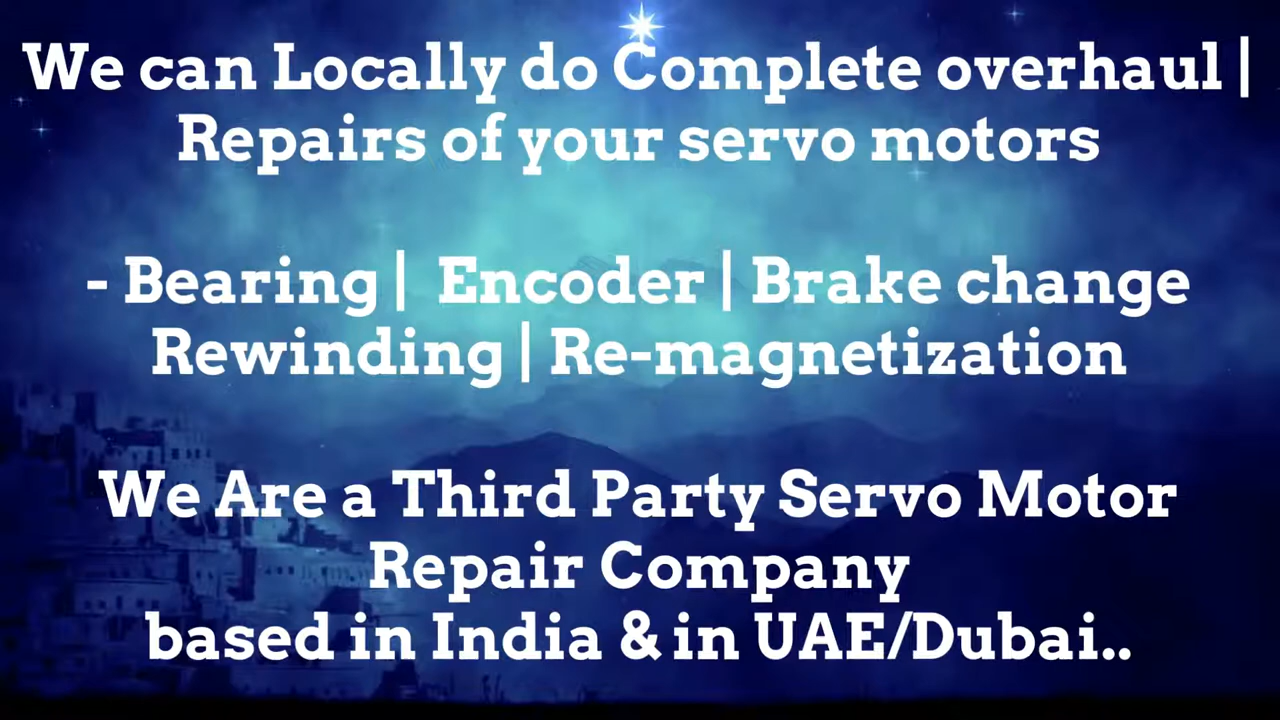 We can Locally do Complete overhaul |
Repairs of your servo motors
- Bearing | Encoder | Brake change
Rewinding | Re-magnetization
We Are a Third Party Servo Motor
Repair Company
based in India & in UAE/Dubai..